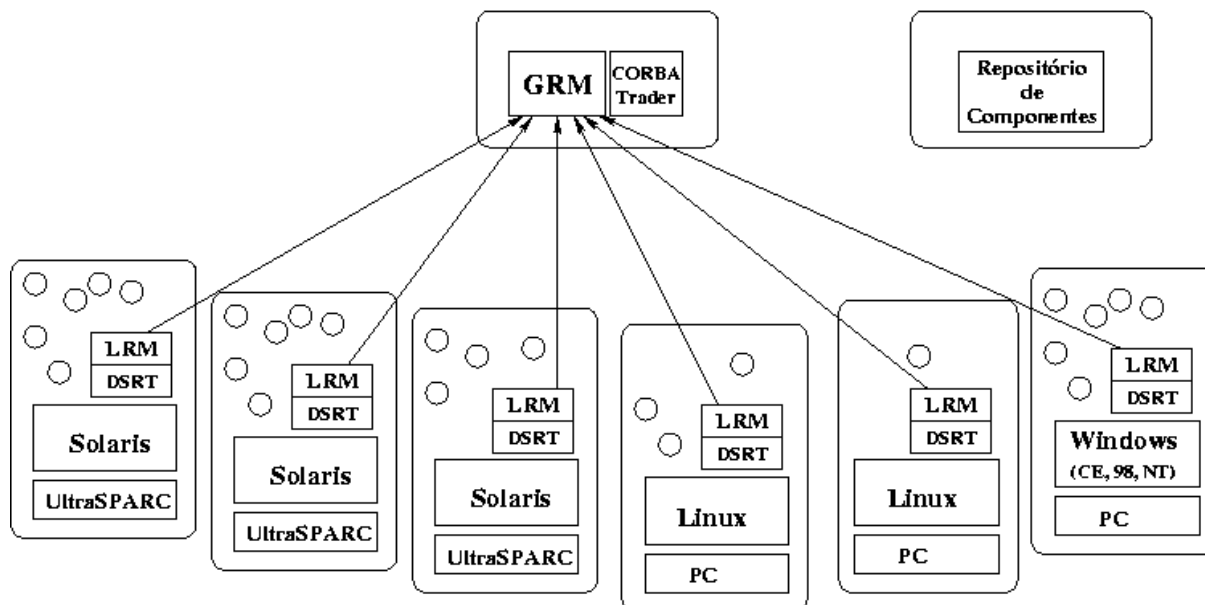 GRM
CORBA
Trader
Repositório
de
Componentes
LRM
DSRT
Solaris
UltraSPARC
LRM
DSRT
Solaris
UltraSPARC
LRM
DSRT
Solaris
UltraSPARC
LRM
DSRT
Linux
PC
LRM
DSRT
Linux
PC
LRM
DSRT
Windows
(CE, 98, NT)
PC